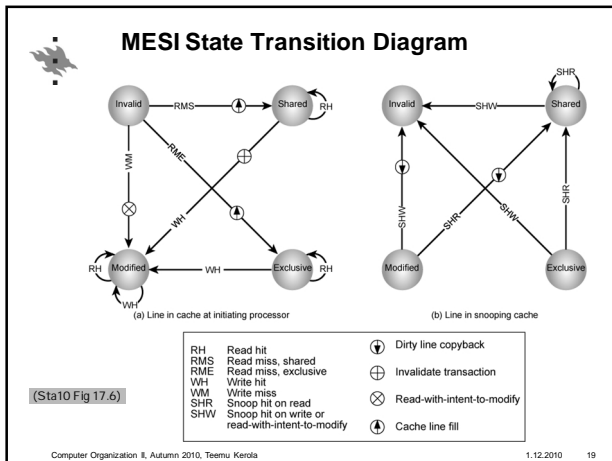 MESI State Transition Diagram
Invalid
RMS
Shared
RH
WM
RME
WH
RH
Modified
WH
Exclusive
RH
WH
(a) Line in cache at initiating processor
SHR
Invalid
SHW
Shared
SHW
SHR
SHW
SHR
Modified
Exclusive
(b) Line in snooping cache
RH Read hit
RMS Read miss, shared
RME Read miss, exclusive
WH Write hit
WM Write miss
SHR Snoop hit on read
SHW Snoop hit on write or
read-with-intent-to-modify
Dirty line copyback
Invalidate transaction
Read-with-intent-to-modify
Cache line fill
(Sta10 Fig 17.6)
Computer Organization II, Autumn 2010, Teemu Kerola 1.12.2010 19